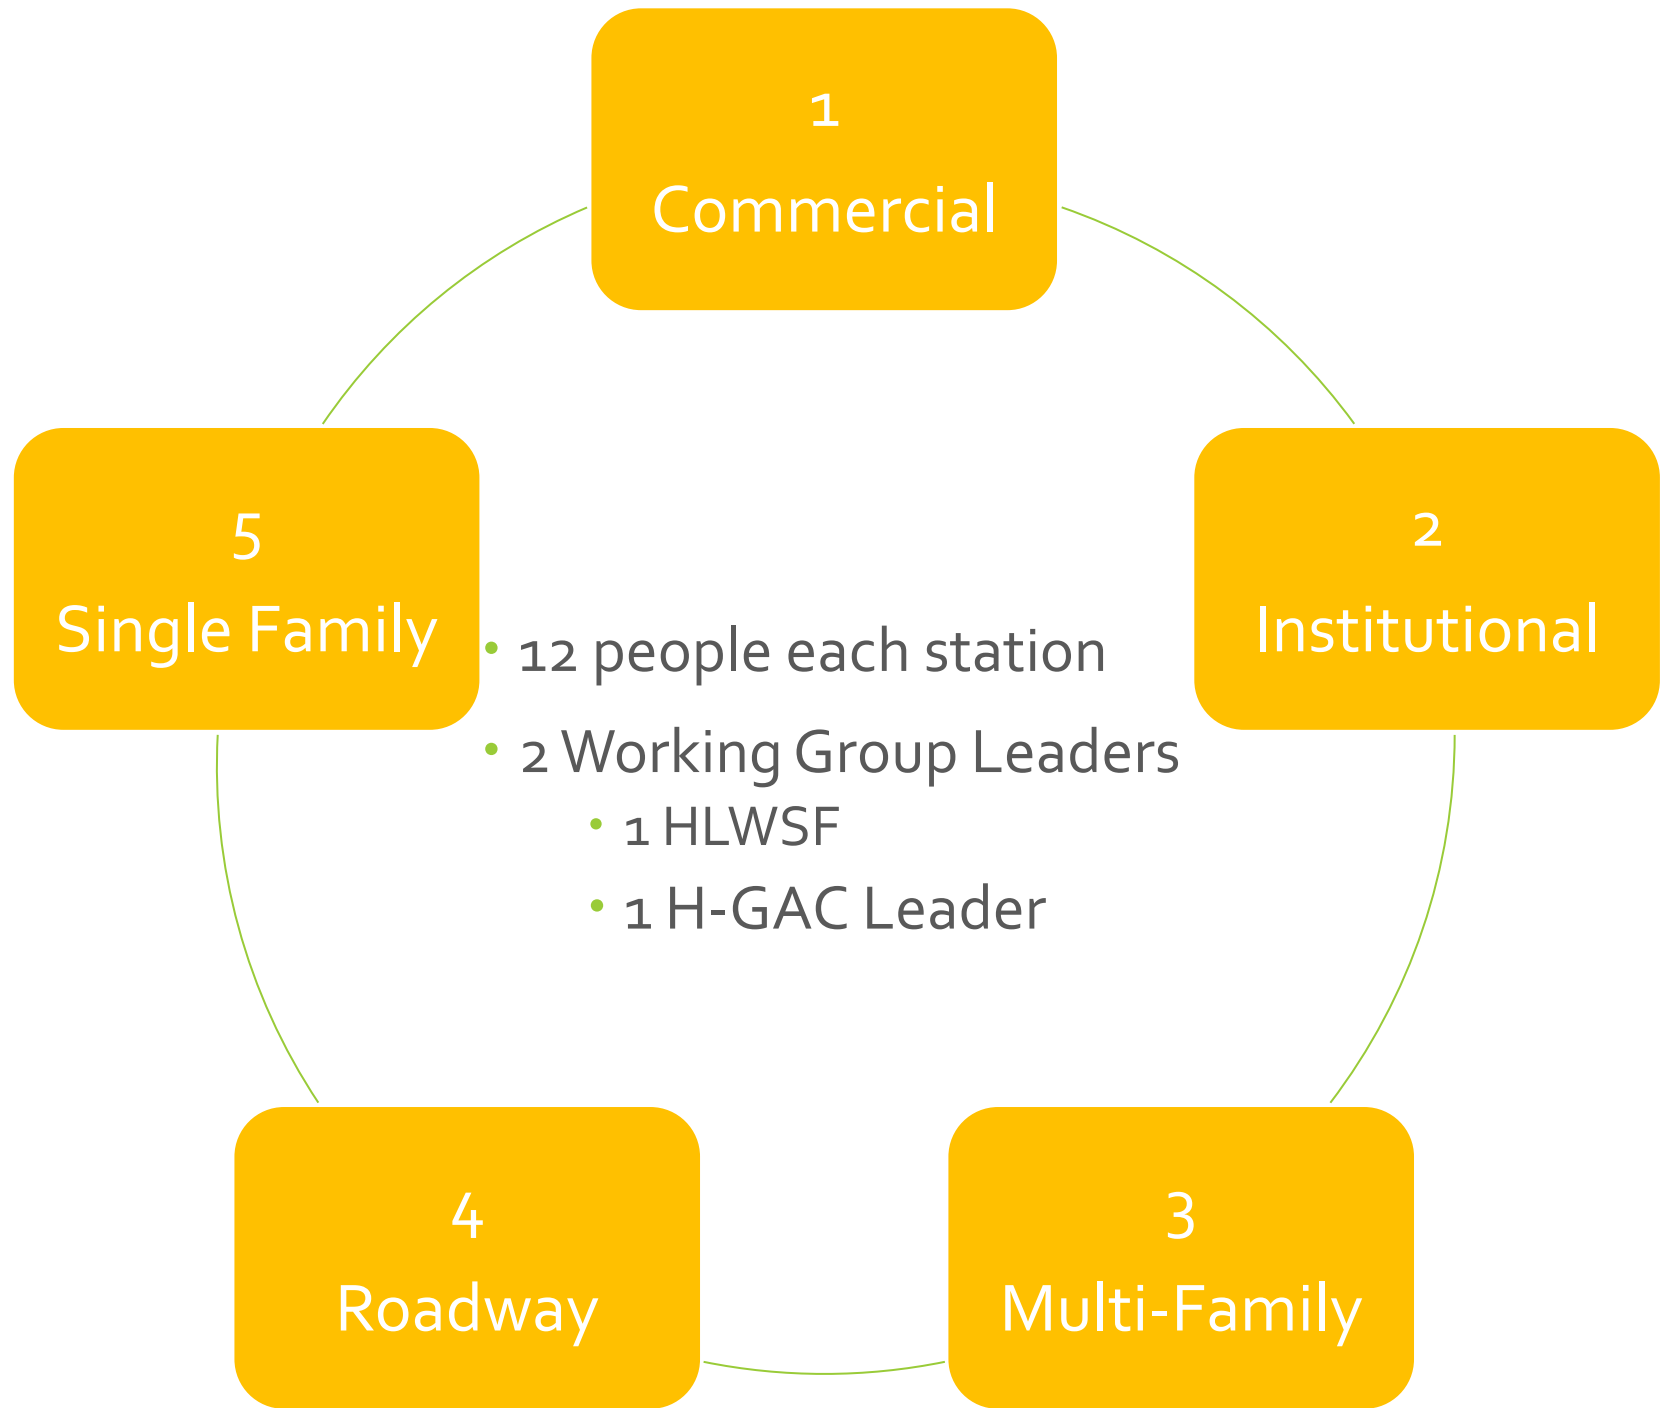 1
Commercial
2
Institutional
3
Multi-Family
4
Roadway
5
Single Family
• 12 people each station
• 2 Working Group Leaders
• 1 HLWSF
• 1 H-GAC Leader